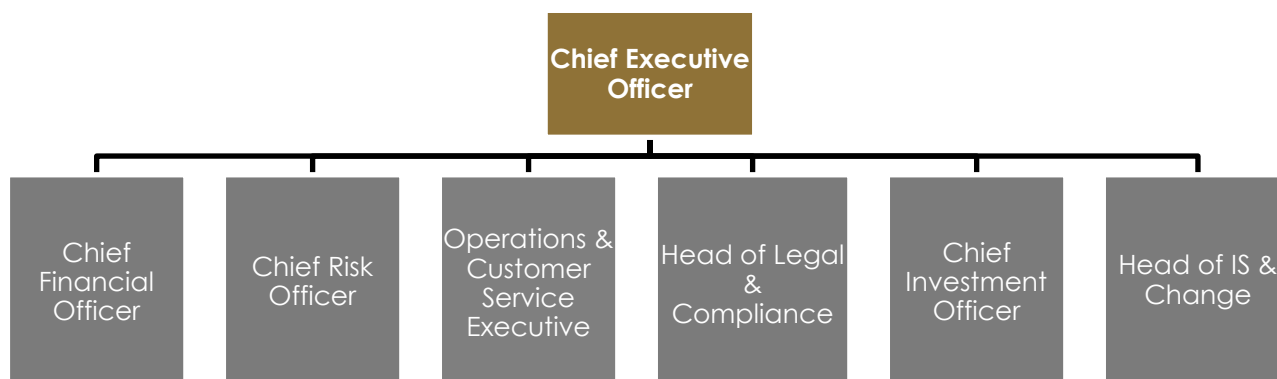 Chief Executive
Officer
Chief
Financial
Officer
Chief Risk
Officer
Operations &
Customer
Service
Executive
Head of Legal
&
Compliance
Chief
Investment
Officer
Head of IS &
Change